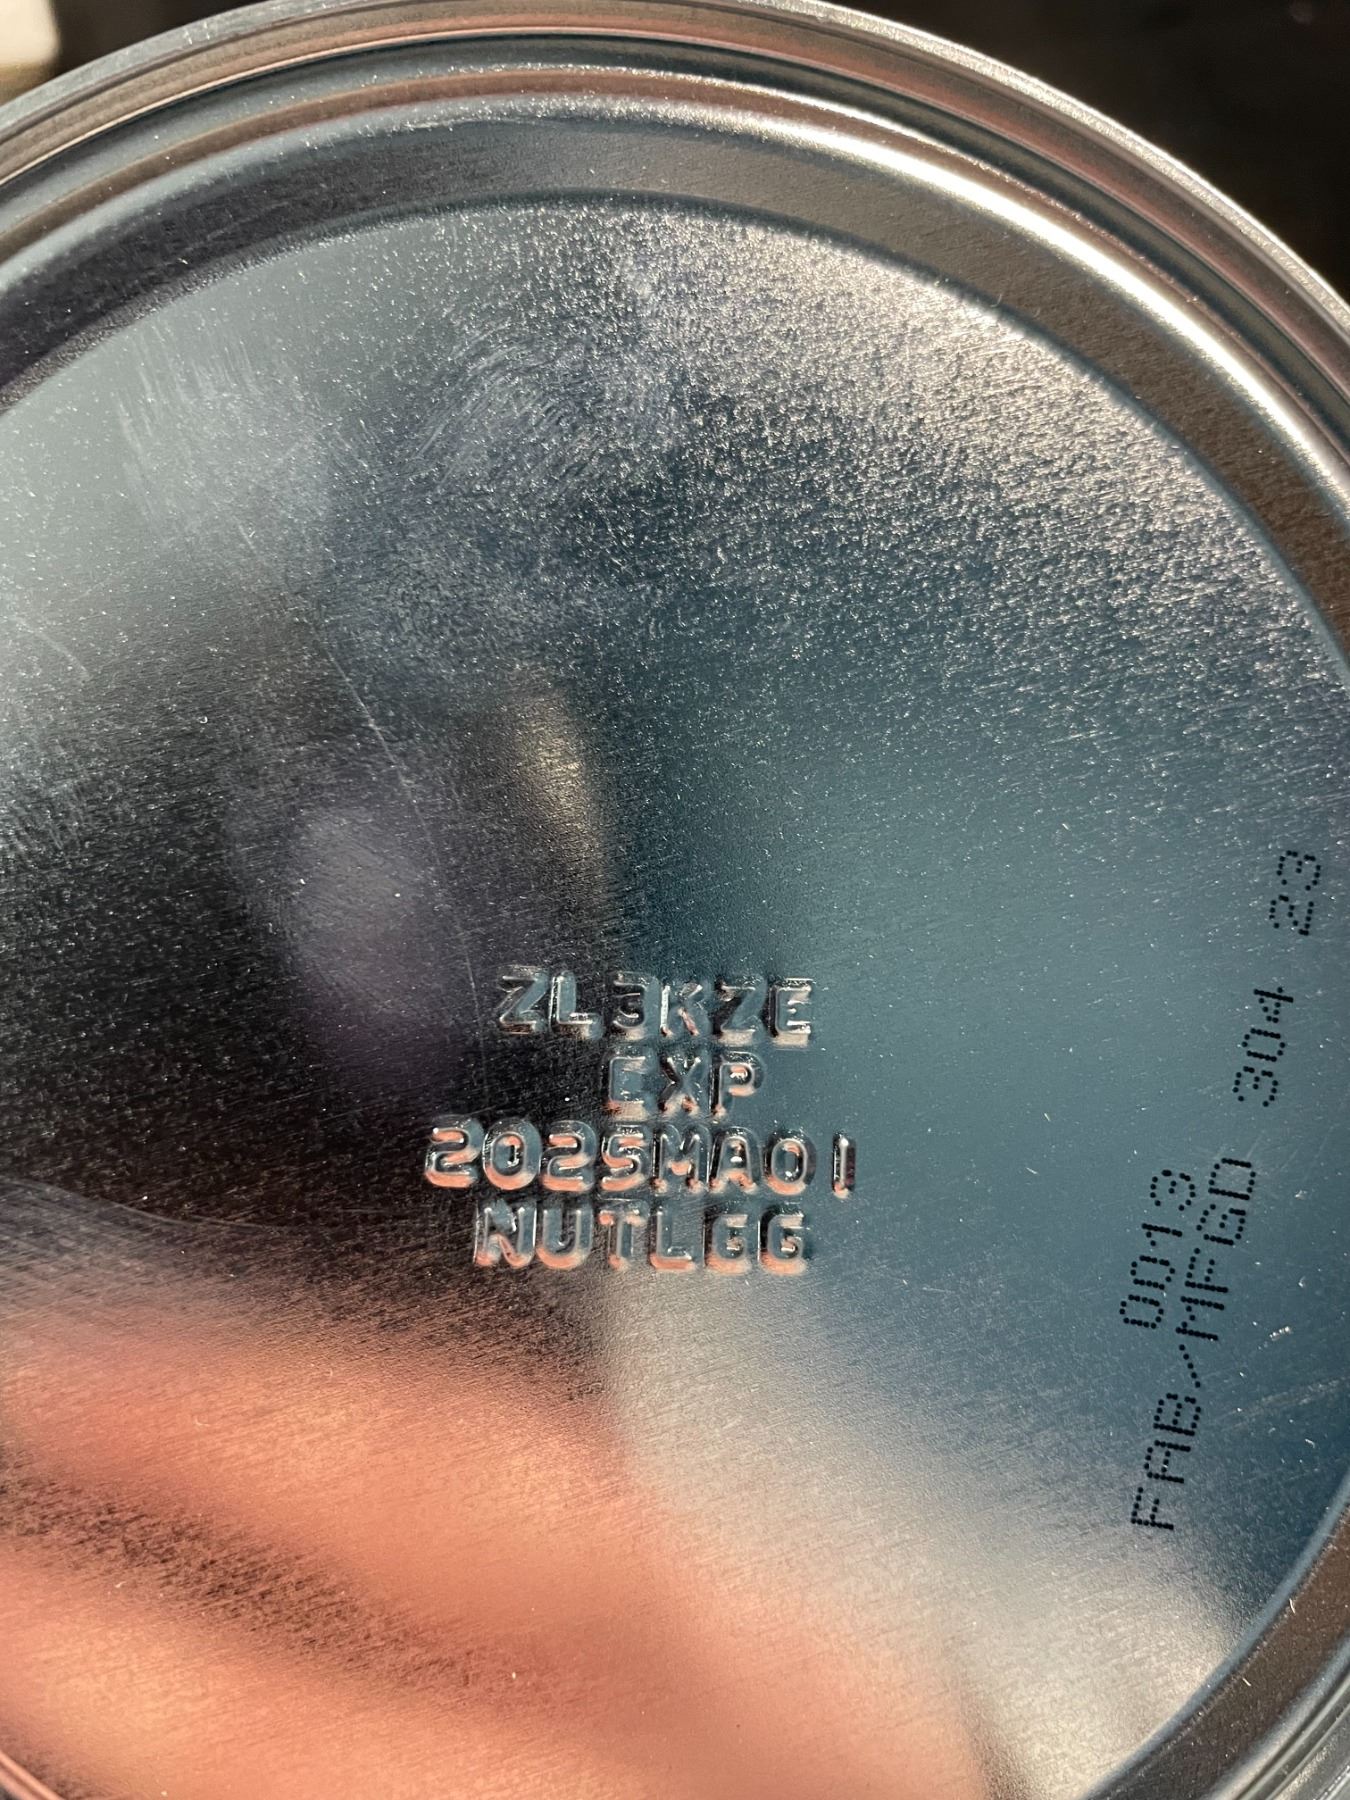 ZL3KZE
EXP
2025MA01
NUTLGG
0013
FAB/MFGD 304 23